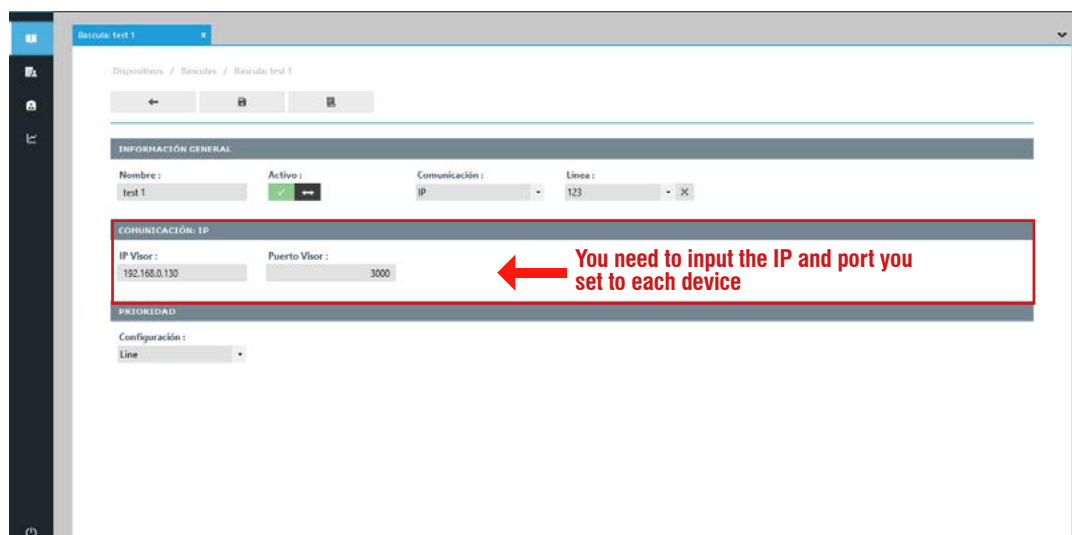 Bascula: test 1 x
Dispositivos / Básculas / Bascula: test 1
INFORMACIÓN GENERAL
Nombre : Activo : Comunicación : Linea :
test 1 IP 123
COMUNICACIÓN: IP
IP Visor : Puerto Visor :
192.168.0.130 3000
You need to input the IP and port you
set to each device
PRIORIDAD
Configuración :
Line